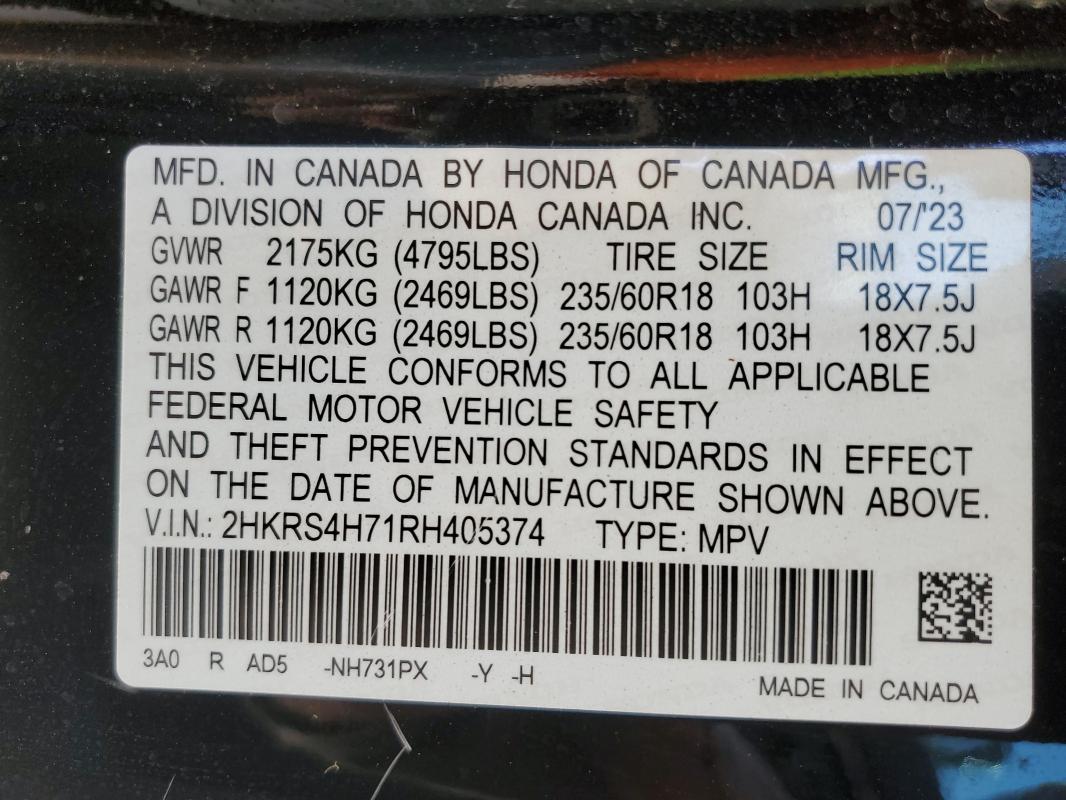 MFD. IN CANADA BY HONDA OF CANADA MFG.,
A DIVISION OF HONDA CANADA INC. 07/'23
GVWR 2175KG (4795LBS) TIRE SIZE RIM SIZE
GAWR F 1120KG (2469LBS) 235/60R18 103H 18X7.5J
GAWR R 1120KG (2469LBS) 235/60R18 103H 18X7.5J
THIS VEHICLE CONFORMS TO ALL APPLICABLE
FEDERAL MOTOR VEHICLE SAFETY
AND THEFT PREVENTION STANDARDS IN EFFECT
ON THE DATE OF MANUFACTURE SHOWN ABOVE.
V.I.N.: 2HKRS4H71RH405374 TYPE: MPV
3A0 R AD5 -NH731PX -Y -H
MADE IN CANADA